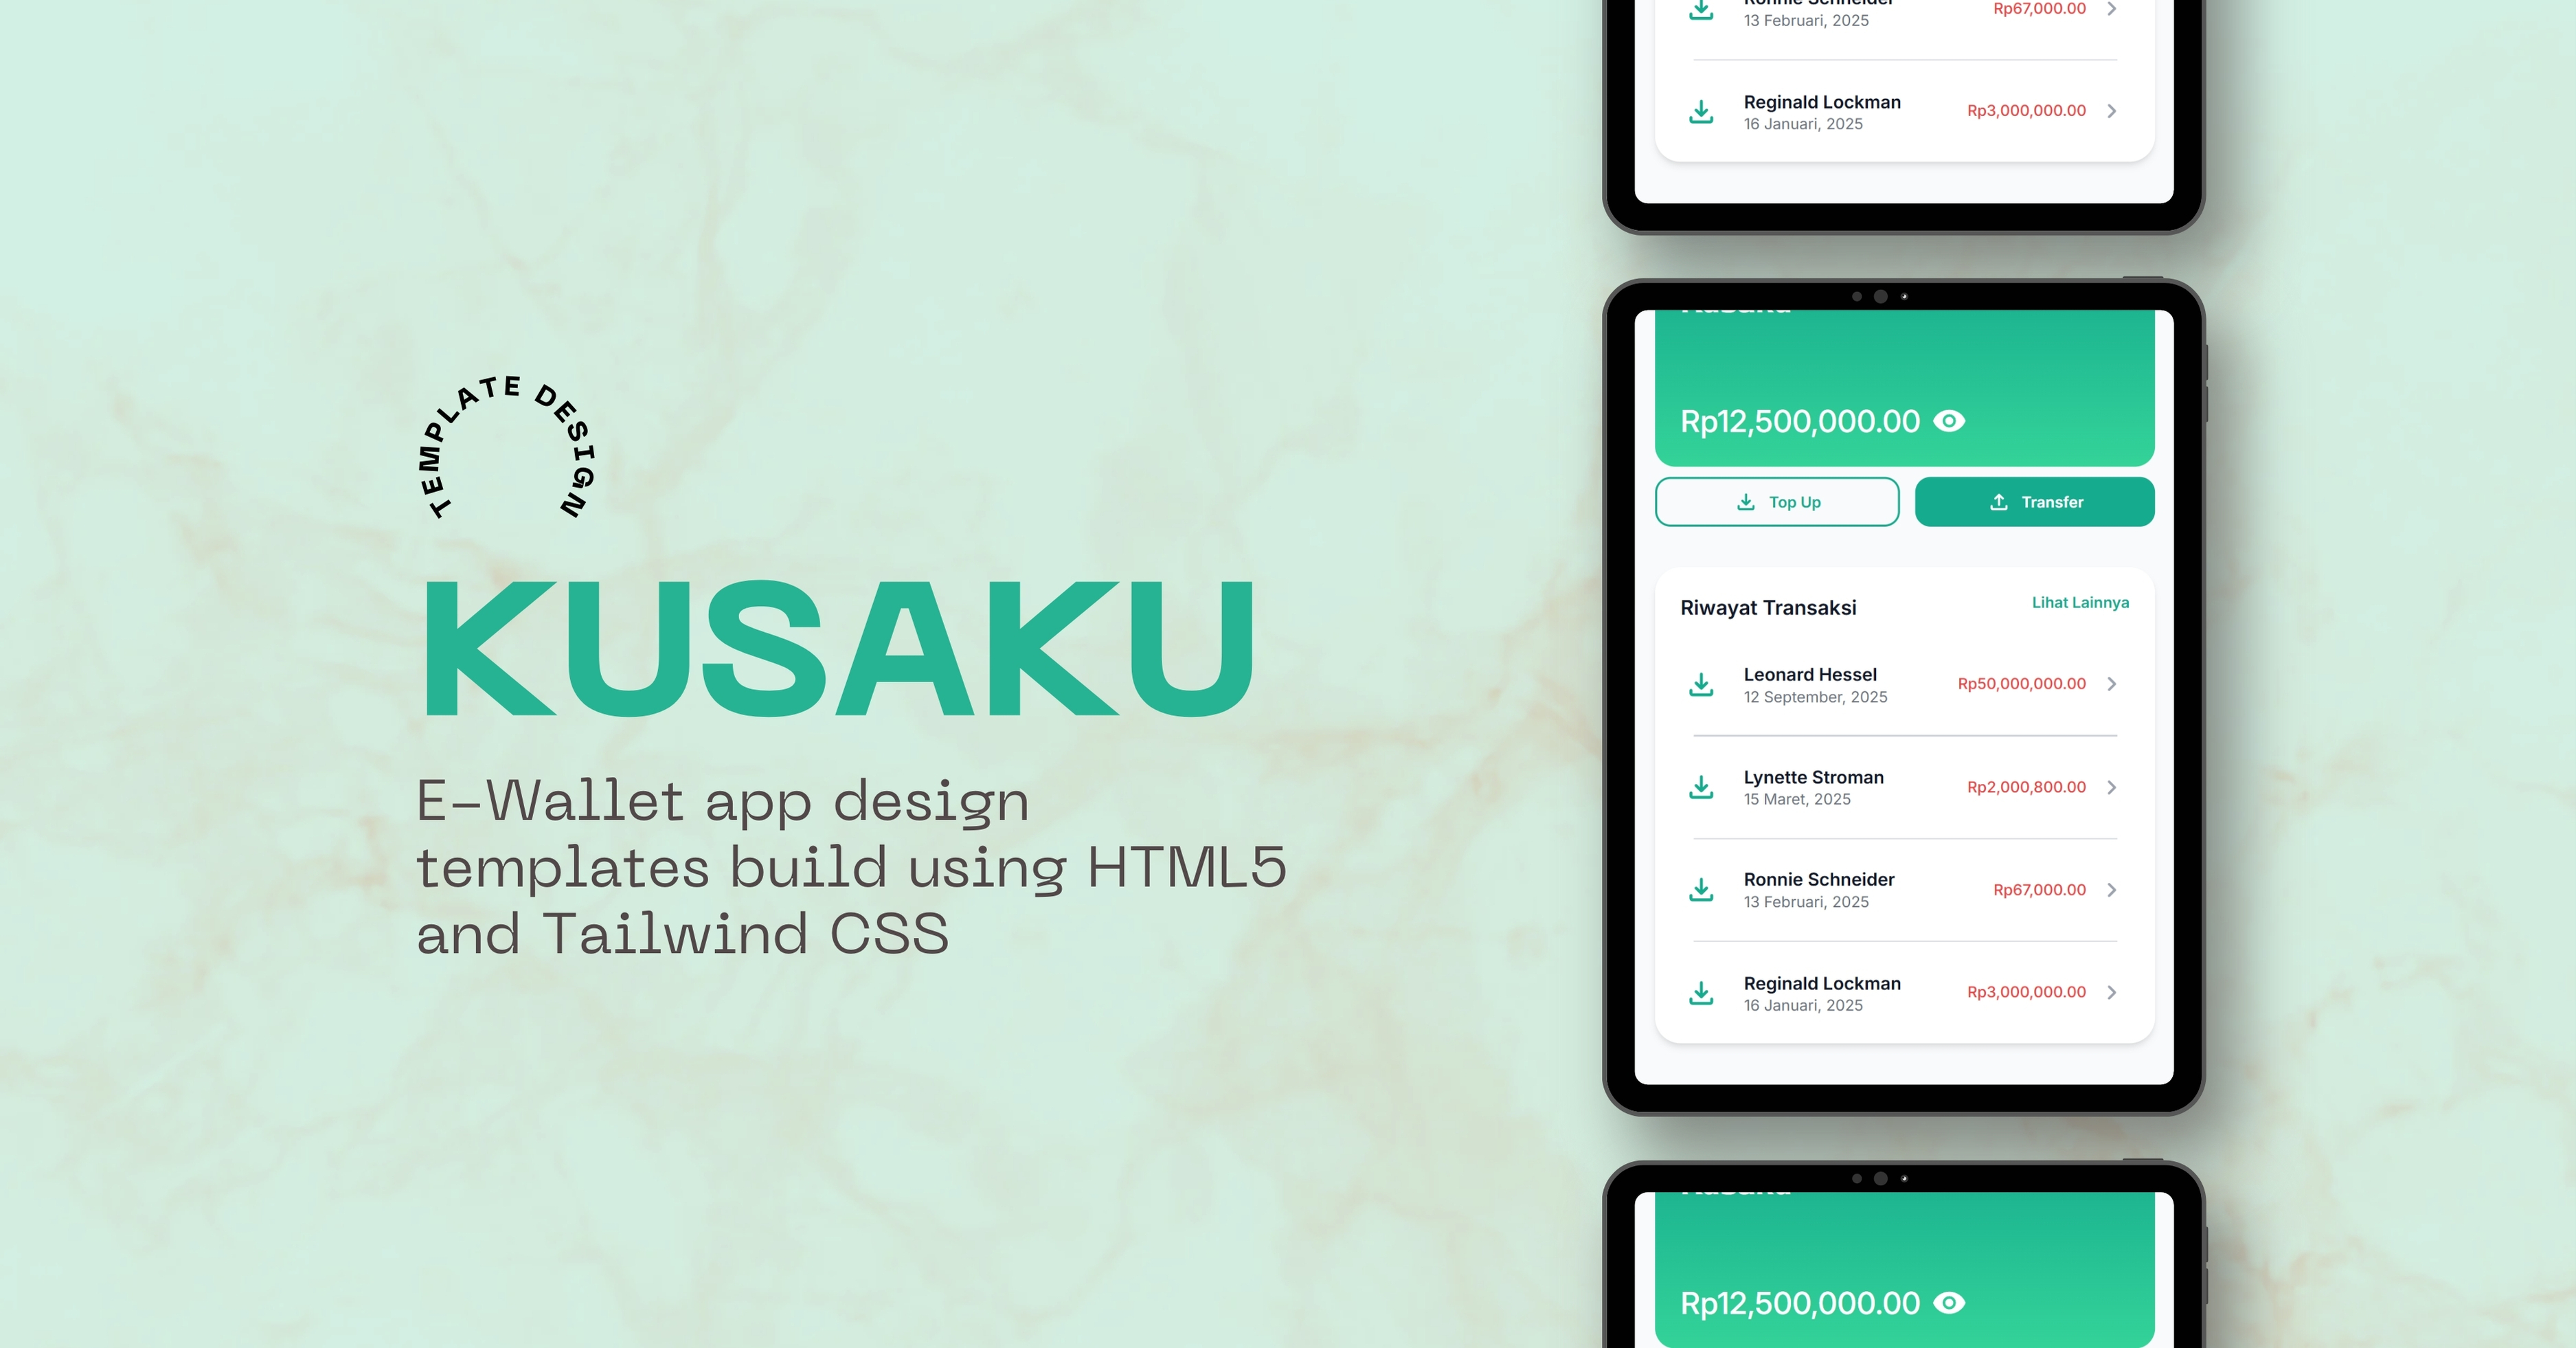 TEMPLATE DESIGN
KUSAKU
E-Wallet app design
templates build using HTML5
and Tailwind CSS
Ronnie Schneider
13 Februari, 2025
Rp67,000.00
Reginald Lockman
16 Januari, 2025
Rp3,000,000.00
Kusaku
Rp12,500,000.00
Top Up
Transfer
Riwayat Transaksi
Lihat Lainnya
Leonard Hessel
12 September, 2025
Rp50,000,000.00
Lynette Stroman
15 Maret, 2025
Rp2,000,800.00
Ronnie Schneider
13 Februari, 2025
Rp67,000.00
Reginald Lockman
16 Januari, 2025
Rp3,000,000.00
Kusaku
Rp12,500,000.00